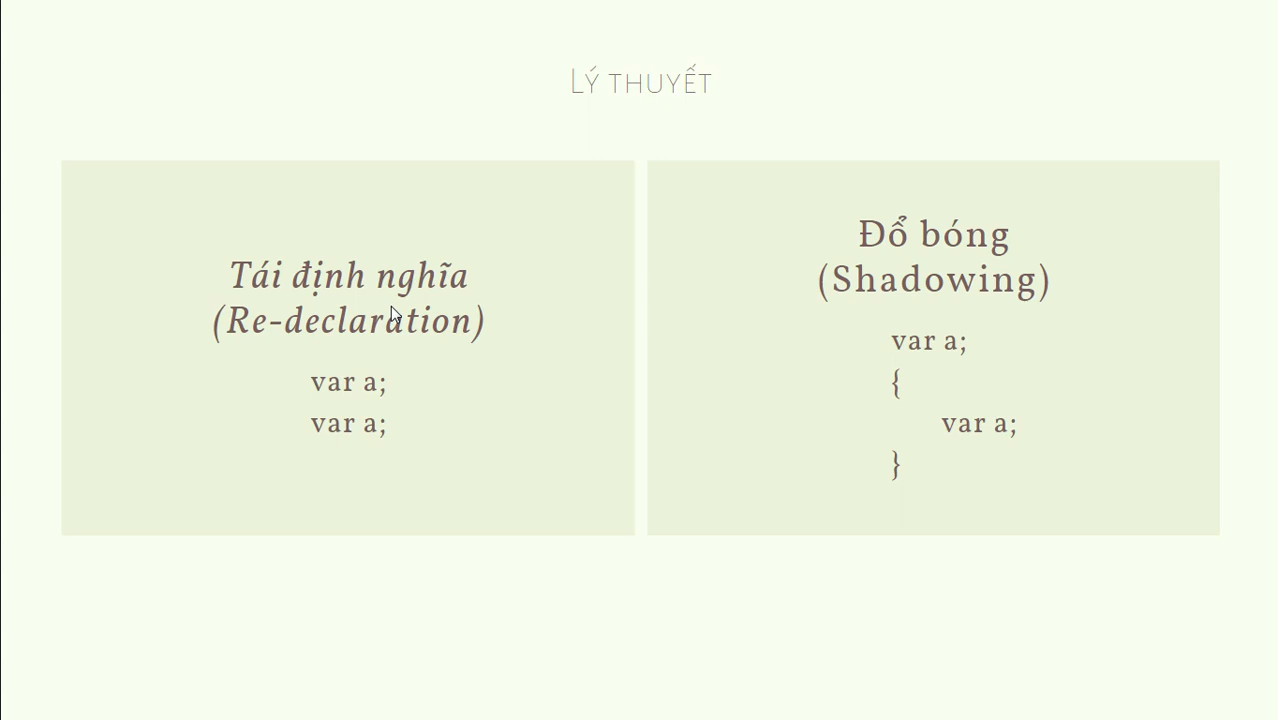 Lý thuyết
Tái định nghĩa
(Re-declaration)
var a;
var a;
Đổ bóng
(Shadowing)
var a;
{
var a;
}